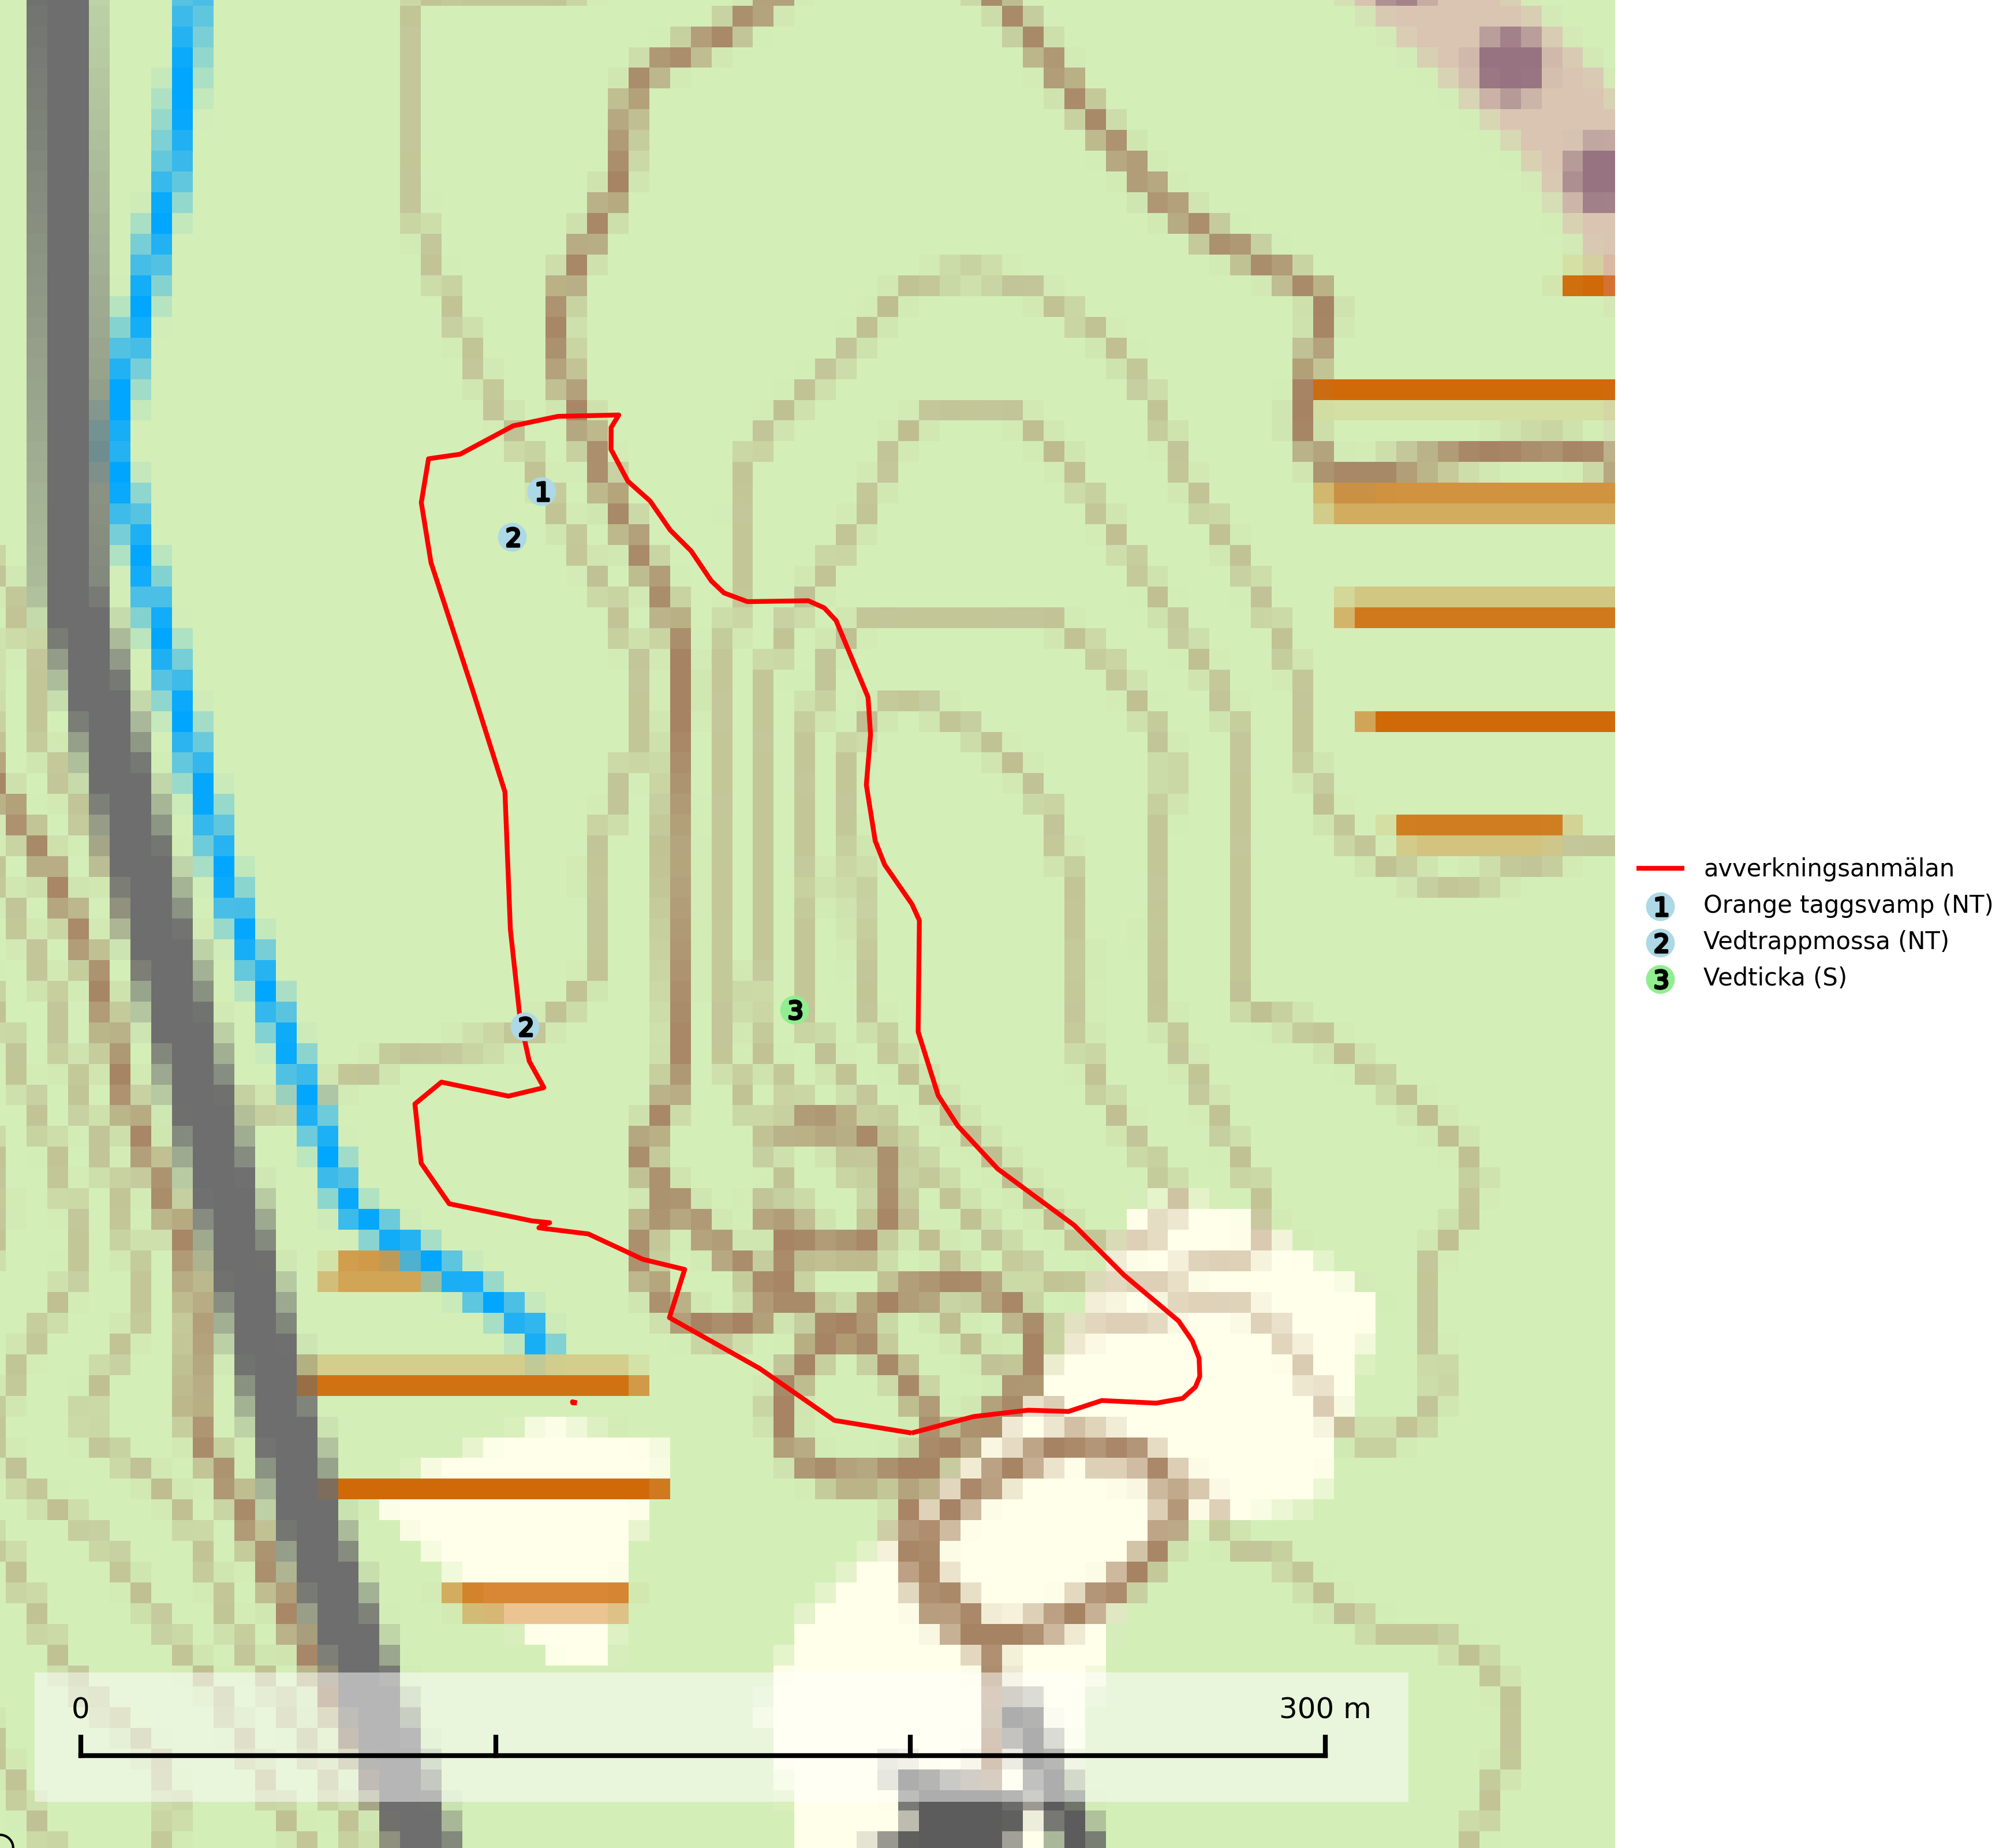 1
2
2
3
avverkningsanmälan
1 Orange taggsvamp (NT)
2 Vedtrappmossa (NT)
3 Vedticka (S)
0 300 m